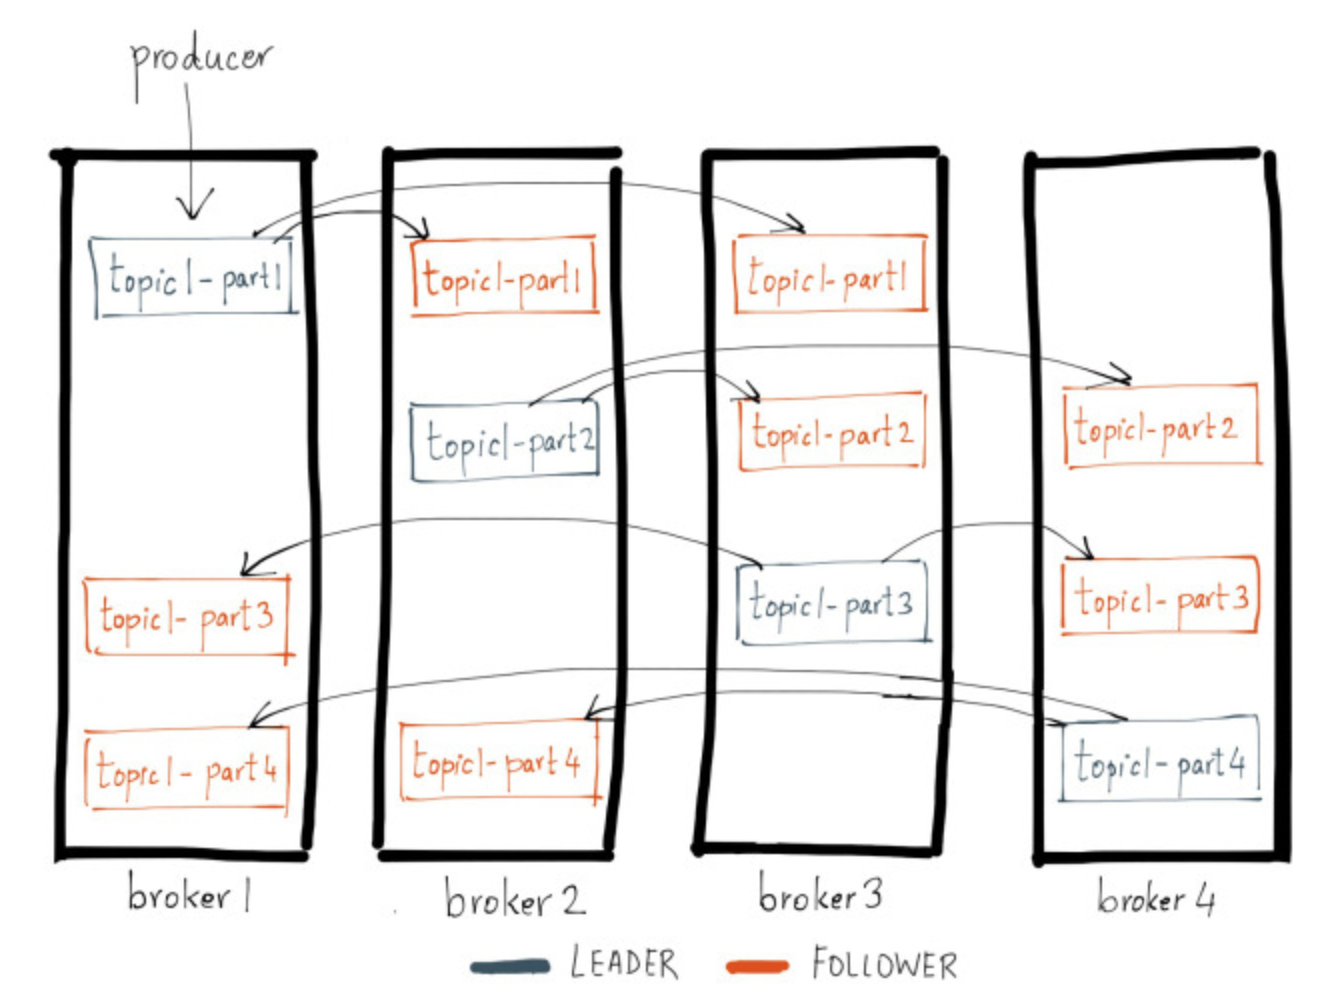 producer
topic1-part1
topic1-part1
topic1-part1
topic1-part2
topic1-part2
topic1-part2
topic1-part3
topic1-part3
topic1-part3
topic1-part4
topic1-part4
topic1-part4
broker 1
broker 2
broker 3
broker 4
LEADER
FOLLOWER